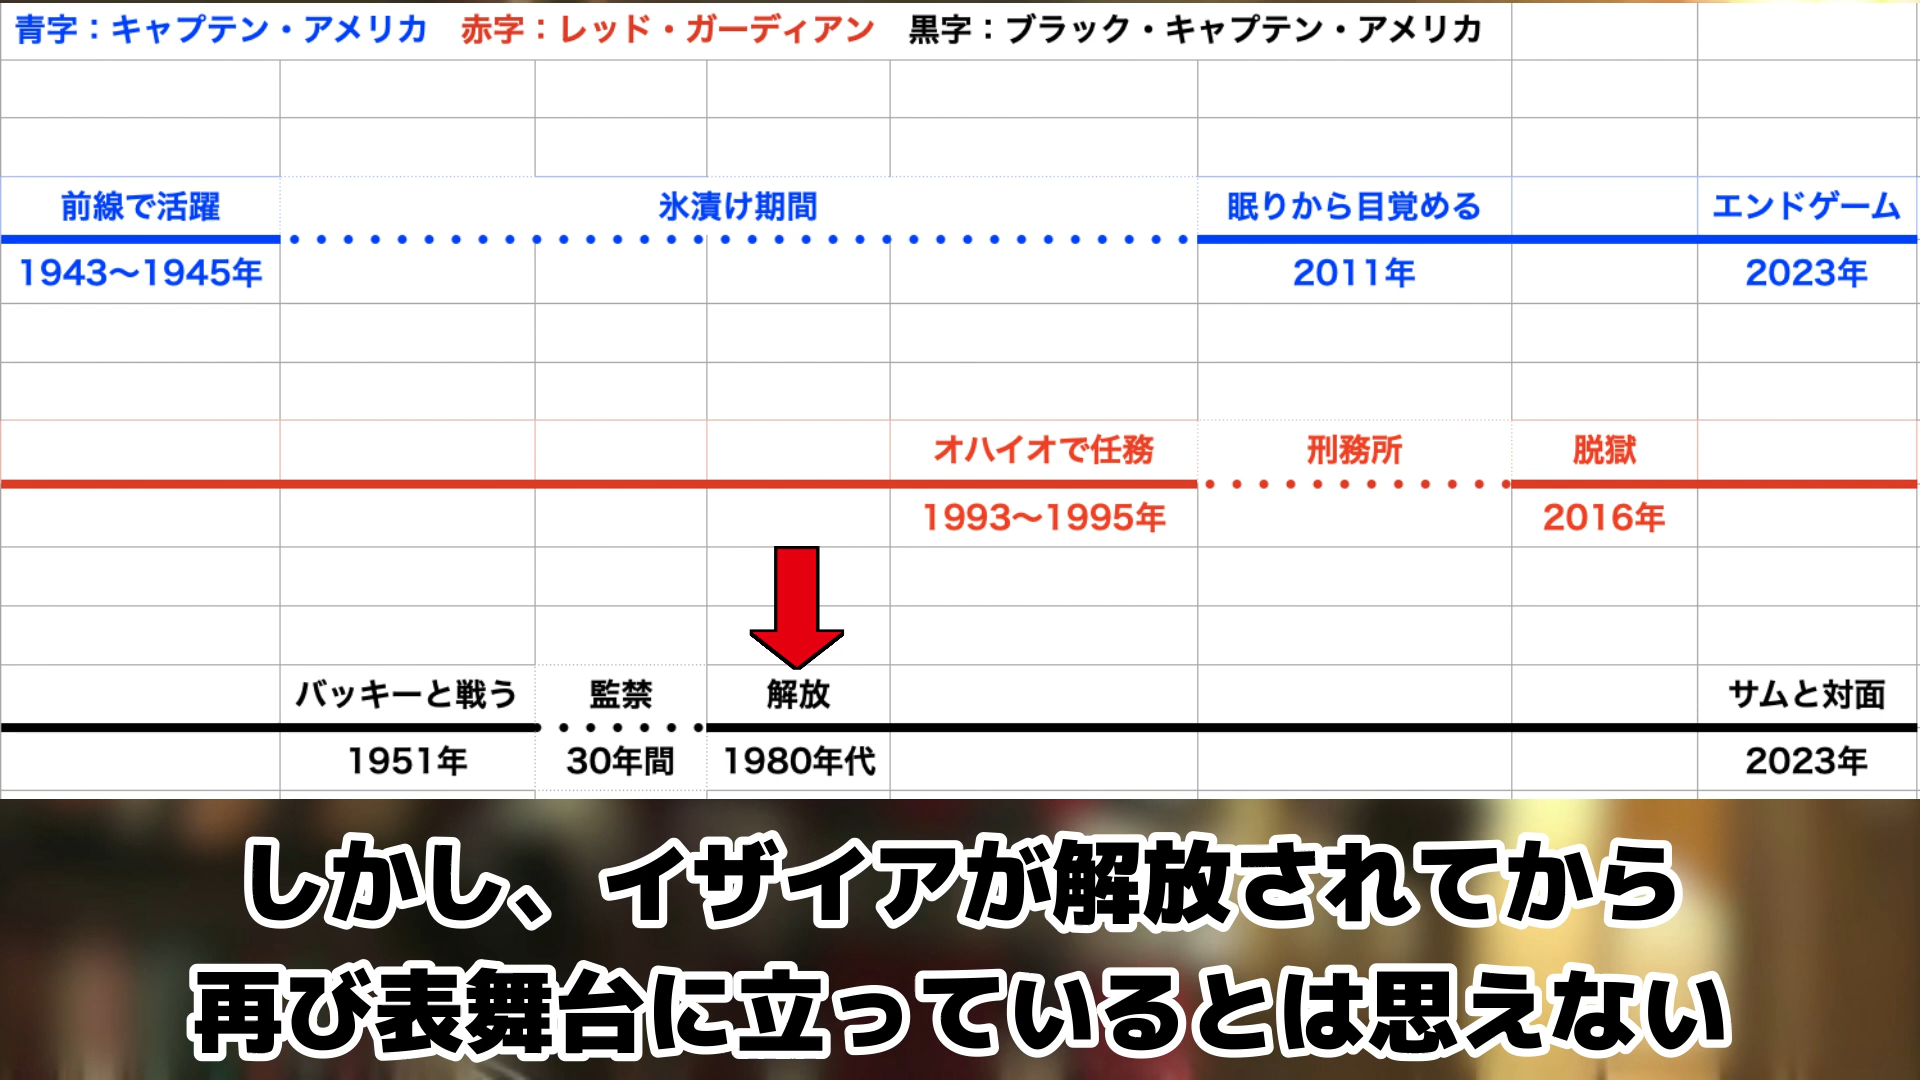 青字：キャプテン・アメリカ　赤字：レッド・ガーディアン　黒字：ブラック・キャプテン・アメリカ
前線で活躍　氷漬け期間　眠りから目覚める　エンドゲーム
1943〜1945年　2011年　2023年
オハイオで任務　刑務所　脱獄
1993〜1995年　2016年
バッキーと戦う　監禁　解放　サムと対面
1951年　30年間　1980年代　2023年
しかし、イザイアが解放されてから
再び表舞台に立っているとは思えない